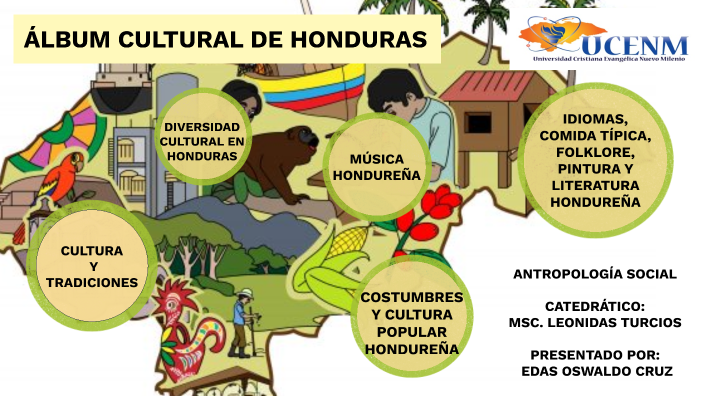 ÁLBUM CULTURAL DE HONDURAS
UCENM
Universidad Cristiana Evangélica Nuevo Milenio
DIVERSIDAD
CULTURAL EN
HONDURAS
MÚSICA
HONDUREÑA
IDIOMAS,
COMIDA TÍPICA,
FOLKLORE,
PINTURA Y
LITERATURA
HONDUREÑA
CULTURA
Y
TRADICIONES
COSTUMBRES
Y CULTURA
POPULAR
HONDUREÑA
ANTROPOLOGÍA SOCIAL
CATEDRÁTICO:
MSC. LEONIDAS TURCIOS
PRESENTADO POR:
EDAS OSWALDO CRUZ